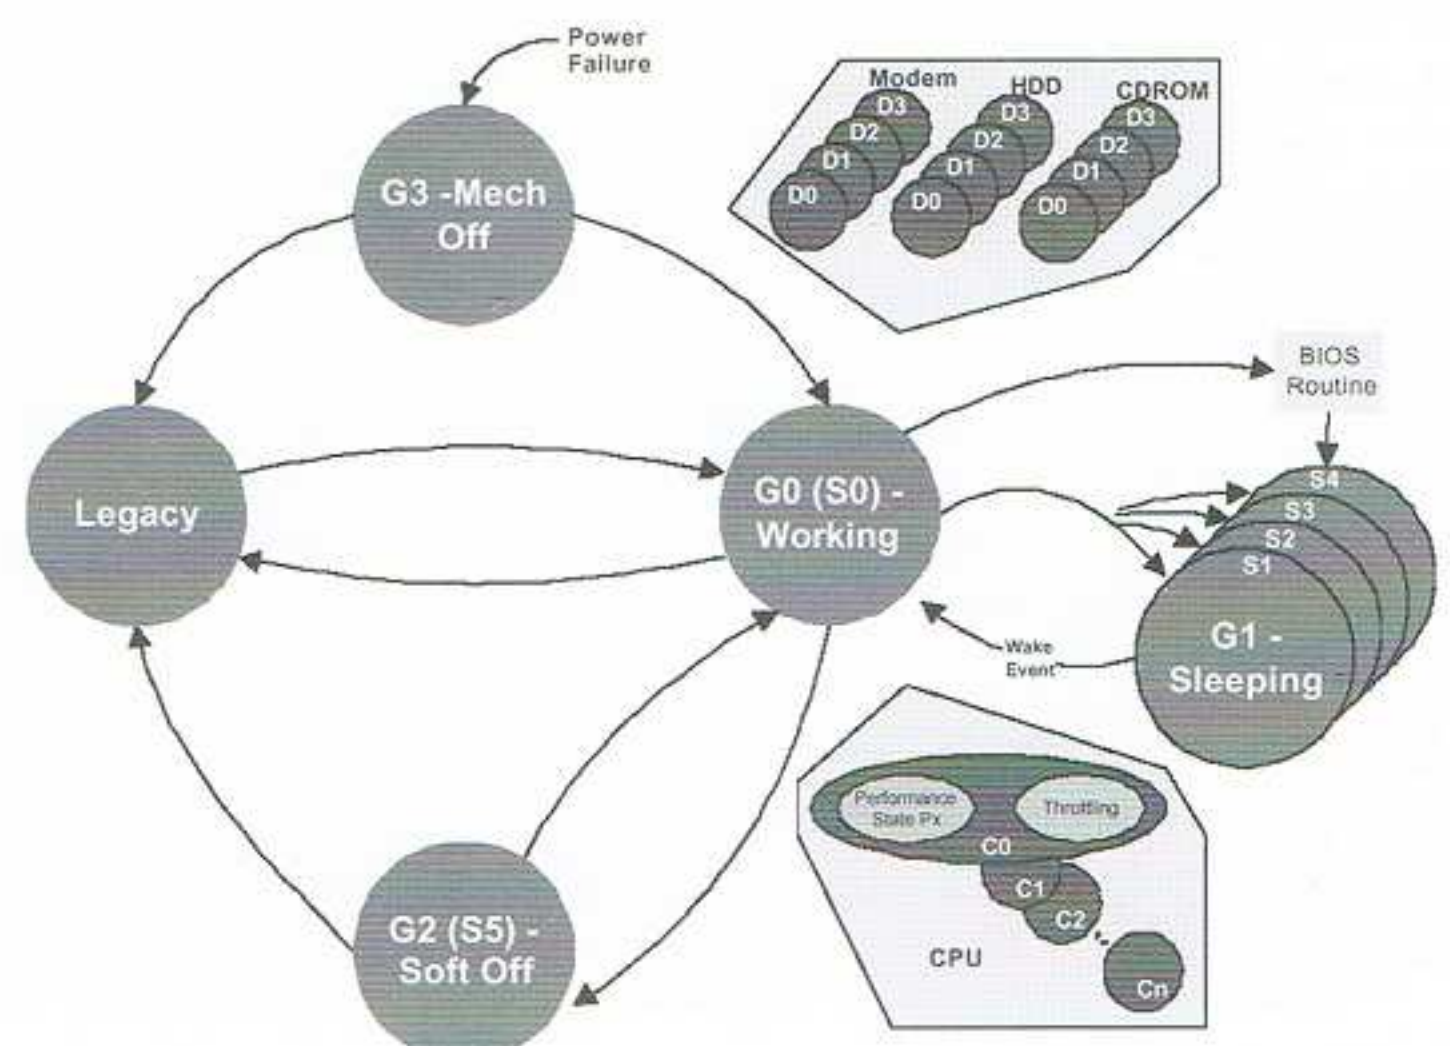 Power
Failure
G3 -Mech
Off
Modem
HDD
CDROM
D3
D2
D1
D0
D3
D2
D1
D0
D3
D2
D1
D0
BIOS
Routine
Legacy
G0 (S0) -
Working
S4
S3
S2
S1
G1 -
Sleeping
Wake
Event
Performance
State Px
Throttling
C0
C1
C2
Cn
CPU
G2 (S5) -
Soft Off